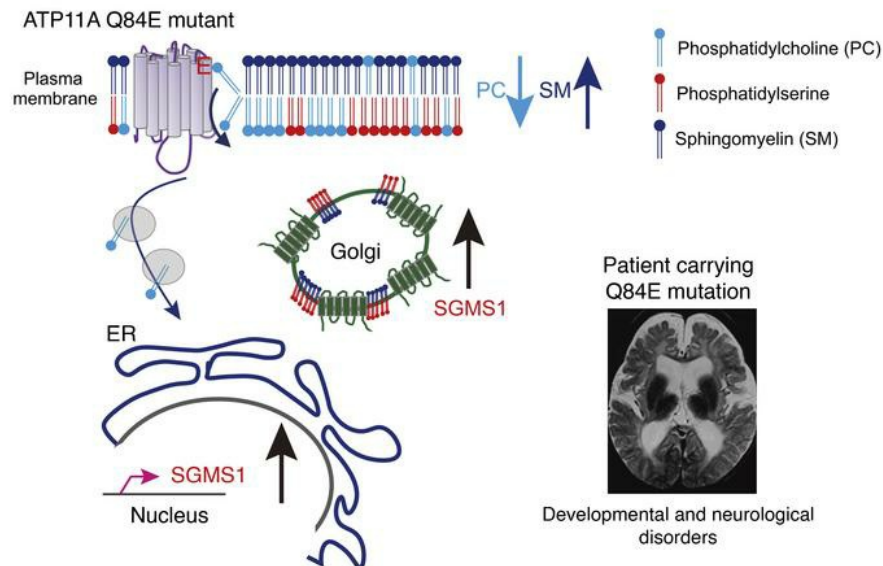 ATP11A Q84E mutant
E
Plasma
membrane
PC
SM
Phosphatidylcholine (PC)
Phosphatidylserine
Sphingomyelin (SM)
Golgi
SGMS1
ER
SGMS1
Nucleus
Patient carrying
Q84E mutation
Developmental and neurological
disorders